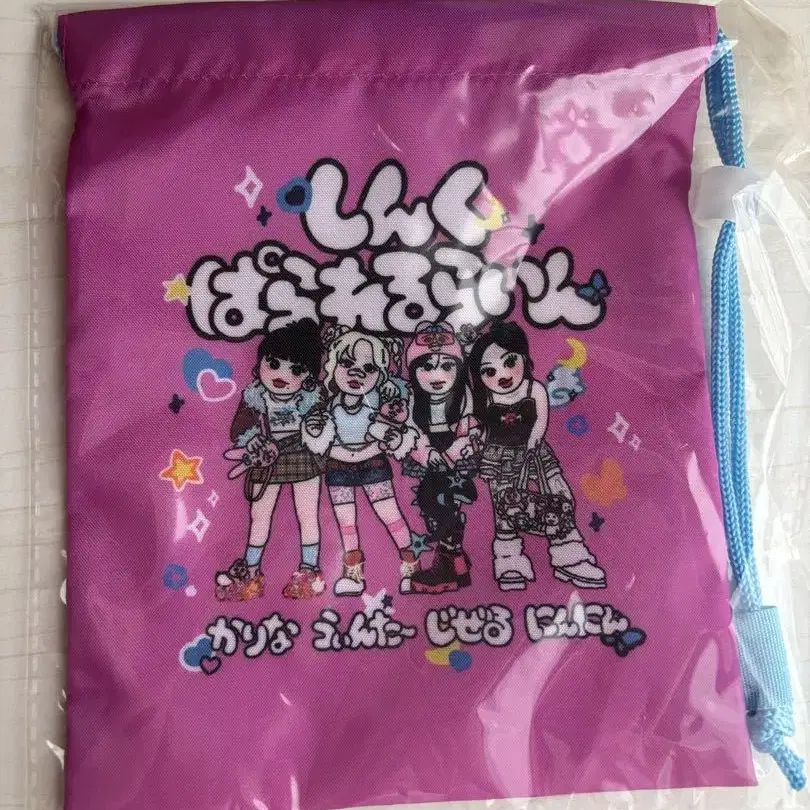 しんく
ぱられるらいん
かりな うぃんたー じぜる にんにん